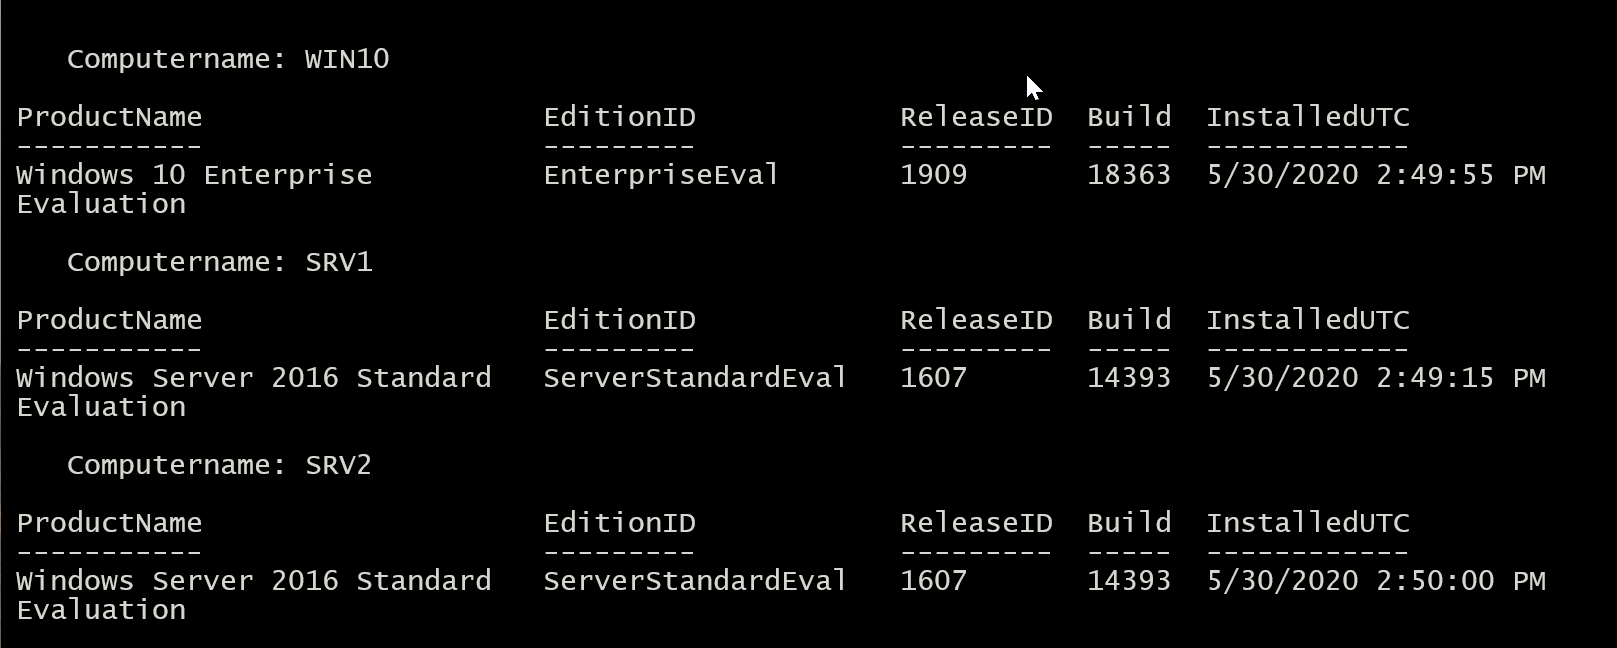 Computername: WIN10
ProductName EditionID ReleaseID Build InstalledUTC
----------- --------- --------- ----- ------------
Windows 10 Enterprise EnterpriseEval 1909 18363 5/30/2020 2:49:55 PM
Evaluation
Computername: SRV1
ProductName EditionID ReleaseID Build InstalledUTC
----------- --------- --------- ----- ------------
Windows Server 2016 Standard ServerStandardEval 1607 14393 5/30/2020 2:49:15 PM
Evaluation
Computername: SRV2
ProductName EditionID ReleaseID Build InstalledUTC
----------- --------- --------- ----- ------------
Windows Server 2016 Standard ServerStandardEval 1607 14393 5/30/2020 2:50:00 PM
Evaluation